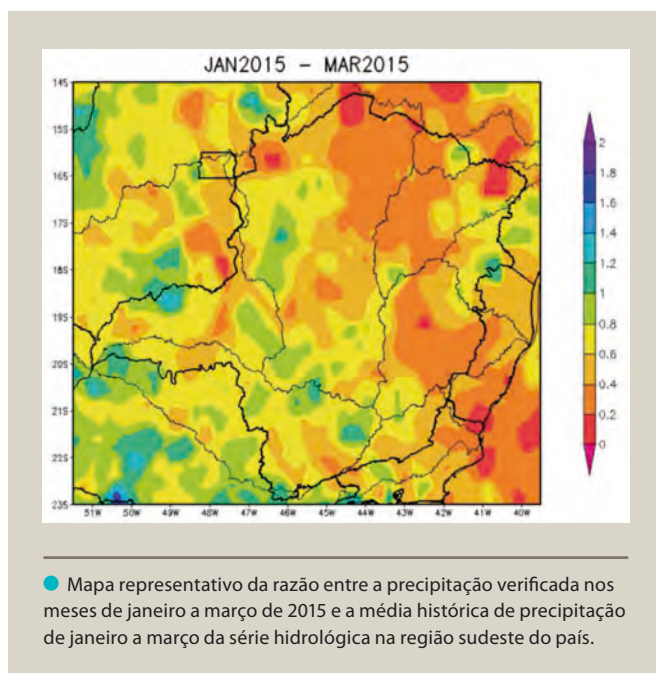 JAN2015 – MAR2015
14S
15S
16S
17S
18S
19S
20S
21S
22S
23S
51W 50W 49W 48W 47W 46W 45W 44W 43W 42W 41W 40W
2
1.8
1.6
1.4
1.2
1
0.8
0.6
0.4
0.2
0
Mapa representativo da razão entre a precipitação verificada nos
meses de janeiro a março de 2015 e a média histórica de precipitação
de janeiro a março da série hidrológica na região sudeste do país.